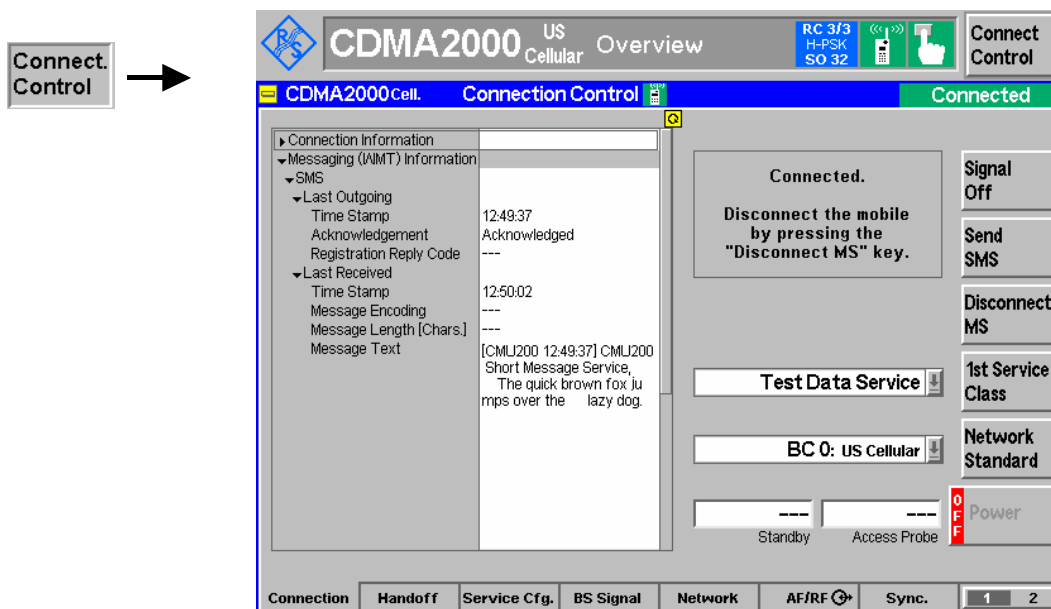 Connect.
Control
R&S
CDMA2000 US Cellular Overview
RC 3/3
H-PSK
SO 32
Connect
Control
CDMA2000 Cell. Connection Control
Connected
Connection Information
Messaging (WMT) Information
SMS
Last Outgoing
Time Stamp 12:49:37
Acknowledgement Acknowledged
Registration Reply Code ---
Last Received
Time Stamp 12:50:02
Message Encoding ---
Message Length [Chars.] ---
Message Text [CMU200 12:49:37] CMU200
Short Message Service,
The quick brown fox ju
mps over the lazy dog.
Connected.
Disconnect the mobile
by pressing the
"Disconnect MS" key.
Test Data Service
BC 0: US Cellular
--- ---
Standby Access Probe
Signal
Off
Send
SMS
Disconnect
MS
1st Service
Class
Network
Standard
OFF
Power
Connection Handoff Service Cfg. BS Signal Network AF/RF Sync. 1 2